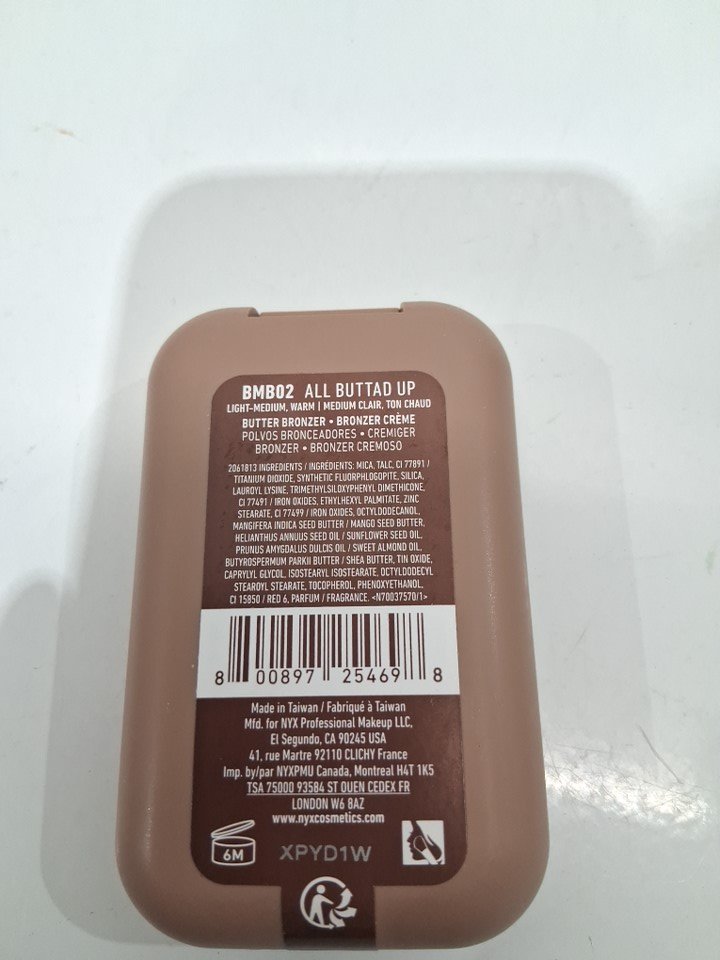 BMB02 ALL BUTTAD UP
LIGHT-MEDIUM, WARM | MEDIUM CLAIR, TON CHAUD
BUTTER BRONZER • BRONZER CRÈME
POLVOS BRONCEADORES • CREMIGER
BRONZER • BRONZER CREMOSO
2061813 INGREDIENTS / INGRÉDIENTS: MICA, TALC, CI 77891 /
TITANIUM DIOXIDE, SYNTHETIC FLUORPHLOGOPITE, SILICA,
LAUROYL LYSINE, TRIMETHYLSILOXYPHENYL DIMETHICONE,
CI 77491 / IRON OXIDES, ETHYLHEXYL PALMITATE, ZINC
STEARATE, CI 77499 / IRON OXIDES, OCTYLDODECANOL,
MANGIFERA INDICA SEED BUTTER / MANGO SEED BUTTER,
HELIANTHUS ANNUUS SEED OIL / SUNFLOWER SEED OIL,
PRUNUS AMYGDALUS DULCIS OIL / SWEET ALMOND OIL,
BUTYROSPERMUM PARKII BUTTER / SHEA BUTTER, TIN OXIDE,
CAPRYLYL GLYCOL, ISOSTEARYL ISOSTEARATE, OCTYLDODECYL
STEAROYL STEARATE, TOCOPHEROL, PHENOXYETHANOL,
CI 15850 / RED 6, PARFUM / FRAGRANCE. <N70037570/1>
8 00897 25469 8
Made in Taiwan / Fabriqué à Taiwan
Mfd. for NYX Professional Makeup LLC,
El Segundo, CA 90245 USA
41, rue Martre 92110 CLICHY France
Imp. by/par NYXPMU Canada, Montreal H4T 1K5
TSA 75000 93584 ST OUEN CEDEX FR
LONDON W6 8AZ
www.nyxcosmetics.com
6M XPYD1W